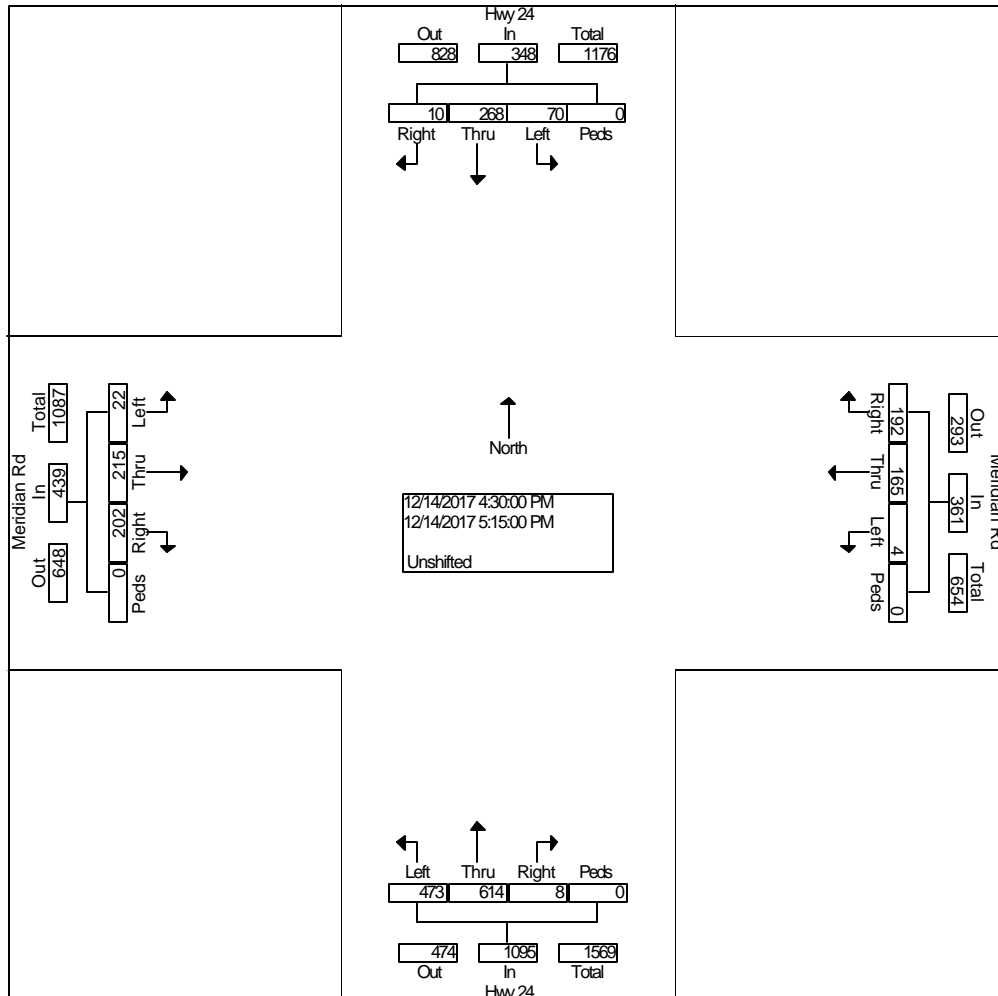 Hwy 24
Out In Total
828 348 1176
10 268 70 0
Right Thru Left Peds
Meridian Rd
Total In Out
1087 439 648
22 215 202 0
Left Thru Right Peds
North
12/14/2017 4:30:00 PM
12/14/2017 5:15:00 PM
Unshifted
Right Thru Left Peds
192 165 4 0
293 361 654
Out In Total
Meridian Rd
Left Thru Right Peds
473 614 8 0
474 1095 1569
Out In Total
Hwy 24